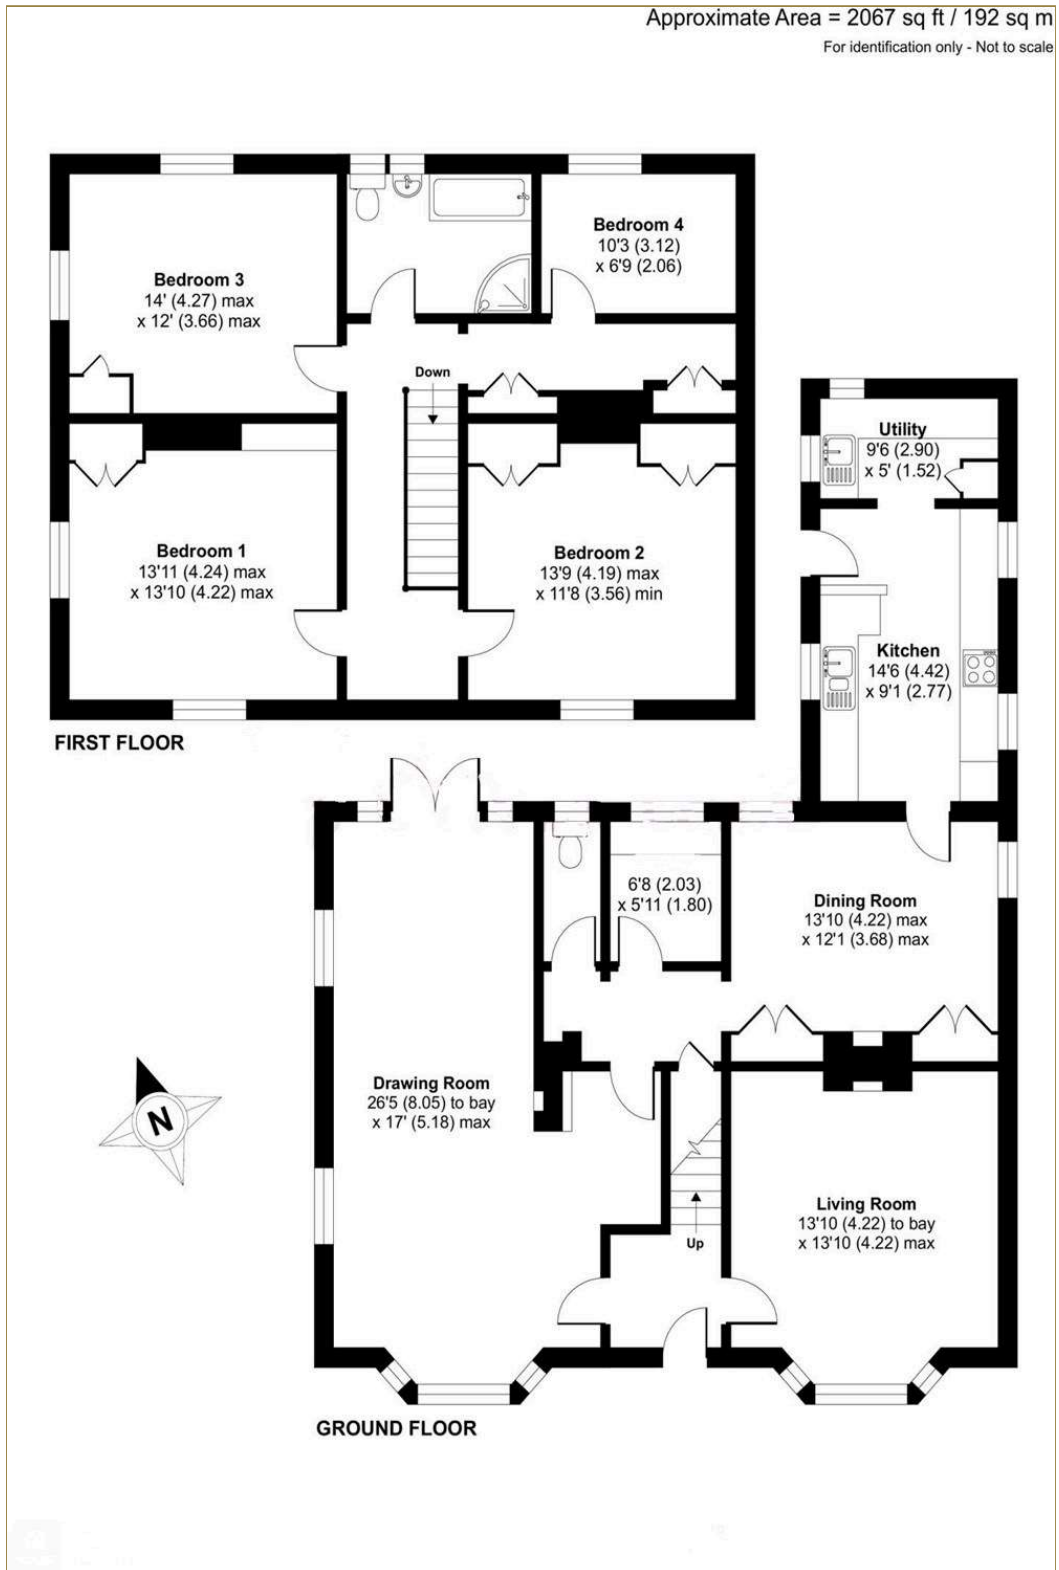 Approximate Area = 2067 sq ft / 192 sq m
For identification only - Not to scale
Bedroom 3
14' (4.27) max
x 12' (3.66) max
Bedroom 4
10'3 (3.12)
x 6'9 (2.06)
Down
Bedroom 1
13'11 (4.24) max
x 13'10 (4.22) max
Bedroom 2
13'9 (4.19) max
x 11'8 (3.56) min
FIRST FLOOR
Utility
9'6 (2.90)
x 5' (1.52)
Kitchen
14'6 (4.42)
x 9'1 (2.77)
6'8 (2.03)
x 5'11 (1.80)
Dining Room
13'10 (4.22) max
x 12'1 (3.68) max
Drawing Room
26'5 (8.05) to bay
x 17' (5.18) max
N
Living Room
13'10 (4.22) to bay
x 13'10 (4.22) max
Up
GROUND FLOOR